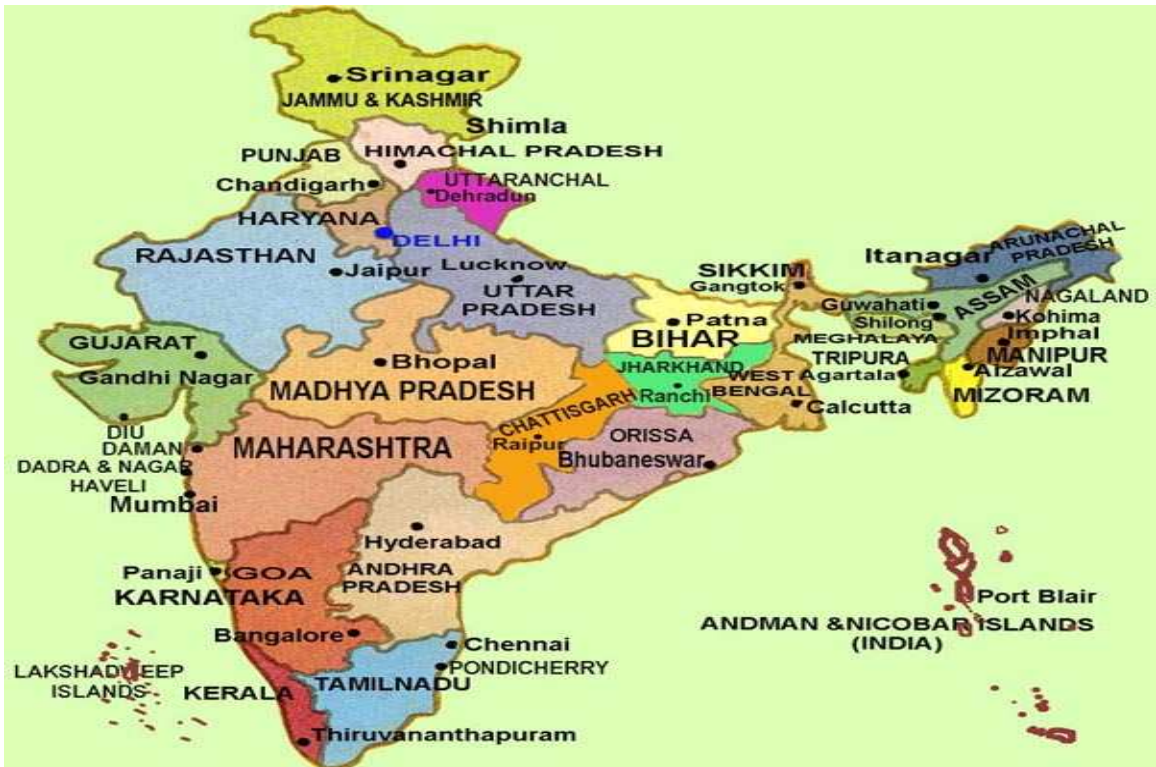 Srinagar
JAMMU & KASHMIR
Shimla
PUNJAB
HIMACHAL PRADESH
Chandigarh
UTTARANCHAL
Dehradun
HARYANA
DELHI
RAJASTHAN
Jaipur
Lucknow
UTTAR
PRADESH
SIKKIM
Gangtok
Itanagar
ARUNACHAL
PRADESH
Guwahati
ASSAM
NAGALAND
Shilong
Kohima
MEGHALAYA
Imphal
Patna
BIHAR
TRIPURA
MANIPUR
Agartala
AIzawal
MIZORAM
GUJARAT
Gandhi Nagar
Bhopal
MADHYA PRADESH
JHARKHAND
Ranchi
WEST
BENGAL
Calcutta
CHATTISGARH
Raipur
ORISSA
Bhubaneswar
DIU
DAMAN
DADRA & NAGAR
HAVELI
Mumbai
MAHARASHTRA
Hyderabad
ANDHRA
PRADESH
Panaji
GOA
KARNATAKA
Bangalore
Chennai
PONDICHERRY
LAKSHADWEEP
ISLANDS
KERALA
TAMILNADU
Thiruvananthapuram
Port Blair
ANDMAN &NICOBAR ISLANDS
(INDIA)